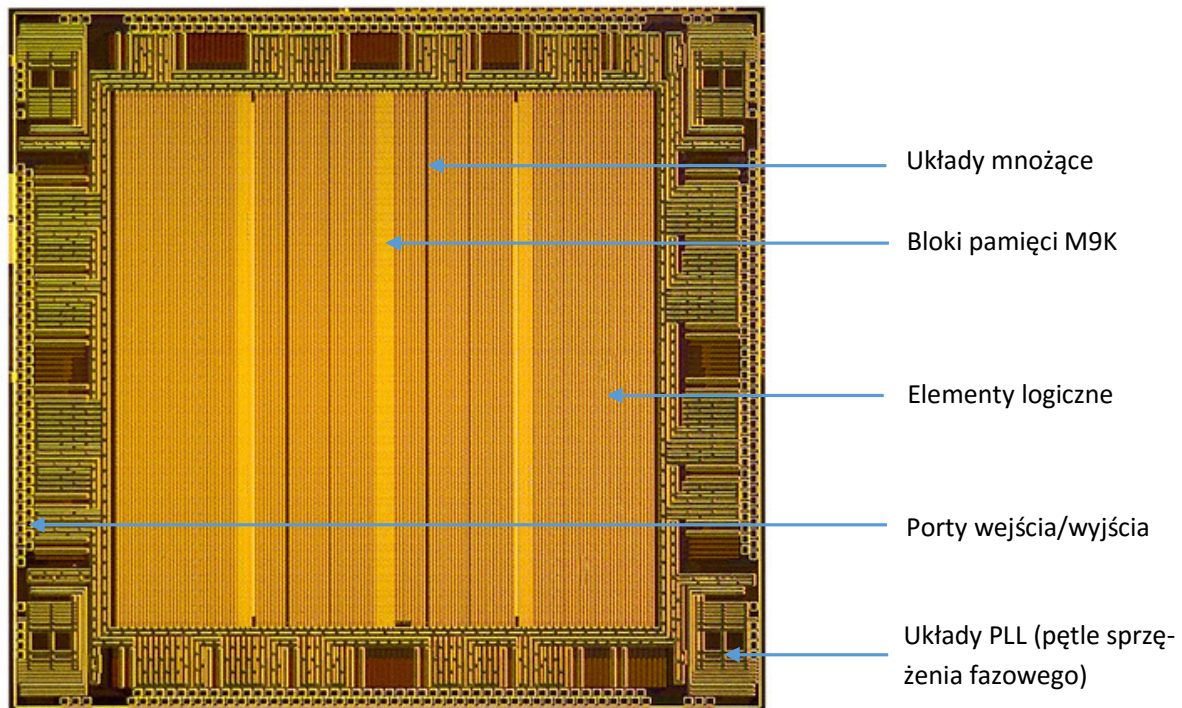 Układy mnożące
Bloki pamięci M9K
Elementy logiczne
Porty wejścia/wyjścia
Układy PLL (pętle sprzę-
żenia fazowego)